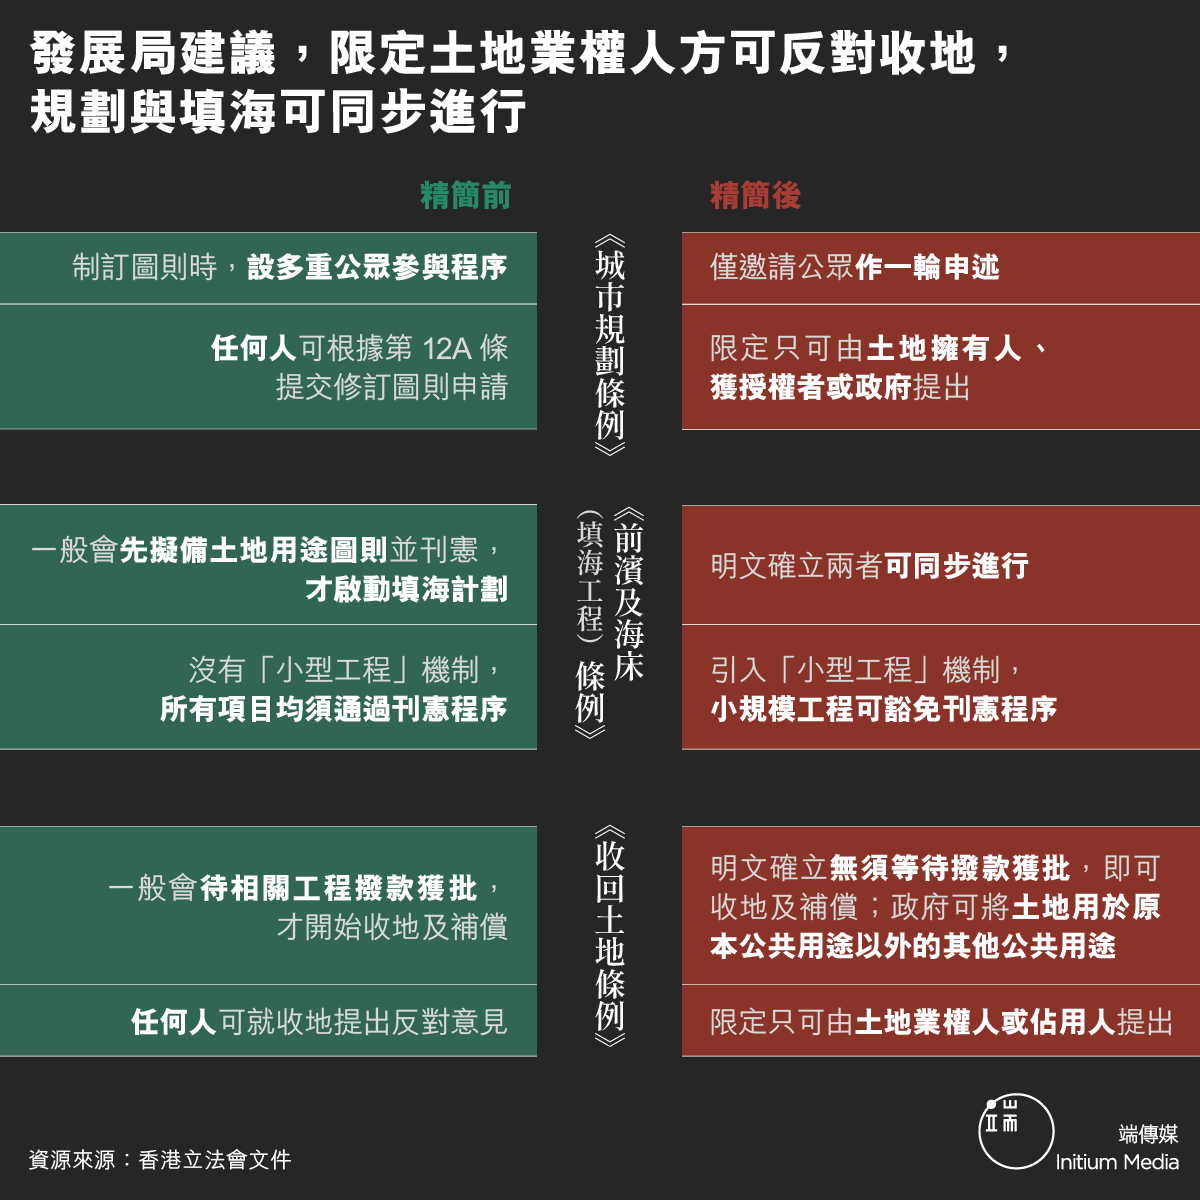 發展局建議，限定土地業權人方可反對收地，
規劃與填海可同步進行
精簡前
精簡後
《城市規劃條例》
制訂圖則時，設多重公眾參與程序
僅邀請公眾作一輪申述
任何人可根據第 12A 條
提交修訂圖則申請
限定只可由土地擁有人、
獲授權者或政府提出
《前濱及海床
（填海工程）條例》
一般會先擬備土地用途圖則並刊憲，
才啟動填海計劃
明文確立兩者可同步進行
沒有「小型工程」機制，
所有項目均須通過刊憲程序
引入「小型工程」機制，
小規模工程可豁免刊憲程序
《收回土地條例》
一般會待相關工程撥款獲批，
才開始收地及補償
明文確立無須等待撥款獲批，即可
收地及補償；政府可將土地用於原
本公共用途以外的其他公共用途
任何人可就收地提出反對意見
限定只可由土地業權人或佔用人提出
資源來源：香港立法會文件
端
端傳媒
Initium Media